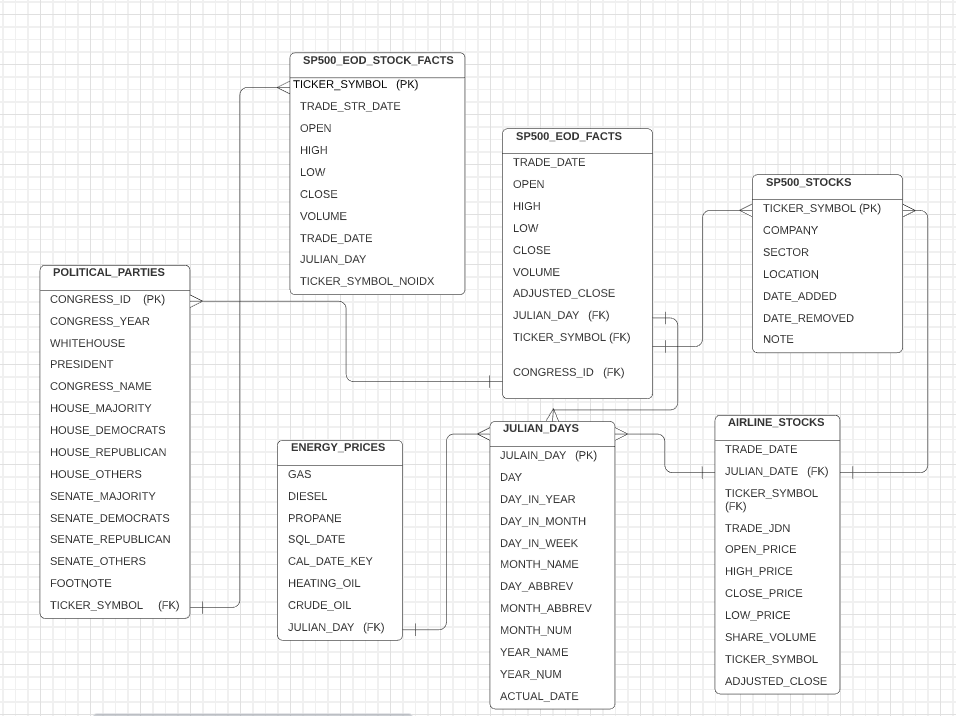 SP500_EOD_STOCK_FACTS
TICKER_SYMBOL (PK)
TRADE_STR_DATE
OPEN
HIGH
LOW
CLOSE
VOLUME
TRADE_DATE
JULIAN_DAY
TICKER_SYMBOL_NOIDX
SP500_EOD_FACTS
TRADE_DATE
OPEN
HIGH
LOW
CLOSE
VOLUME
ADJUSTED_CLOSE
JULIAN_DAY (FK)
TICKER_SYMBOL (FK)
CONGRESS_ID (FK)
SP500_STOCKS
TICKER_SYMBOL (PK)
COMPANY
SECTOR
LOCATION
DATE_ADDED
DATE_REMOVED
NOTE
POLITICAL_PARTIES
CONGRESS_ID (PK)
CONGRESS_YEAR
WHITEHOUSE
PRESIDENT
CONGRESS_NAME
HOUSE_MAJORITY
HOUSE_DEMOCRATS
HOUSE_REPUBLICAN
HOUSE_OTHERS
SENATE_MAJORITY
SENATE_DEMOCRATS
SENATE_REPUBLICAN
SENATE_OTHERS
FOOTNOTE
TICKER_SYMBOL (FK)
ENERGY_PRICES
GAS
DIESEL
PROPANE
SQL_DATE
CAL_DATE_KEY
HEATING_OIL
CRUDE_OIL
JULIAN_DAY (FK)
JULIAN_DAYS
JULAIN_DAY (PK)
DAY
DAY_IN_YEAR
DAY_IN_MONTH
DAY_IN_WEEK
MONTH_NAME
DAY_ABBREV
MONTH_ABBREV
MONTH_NUM
YEAR_NAME
YEAR_NUM
ACTUAL_DATE
AIRLINE_STOCKS
TRADE_DATE
JULIAN_DATE (FK)
TICKER_SYMBOL
(FK)
TRADE_JDN
OPEN_PRICE
HIGH_PRICE
CLOSE_PRICE
LOW_PRICE
SHARE_VOLUME
TICKER_SYMBOL
ADJUSTED_CLOSE